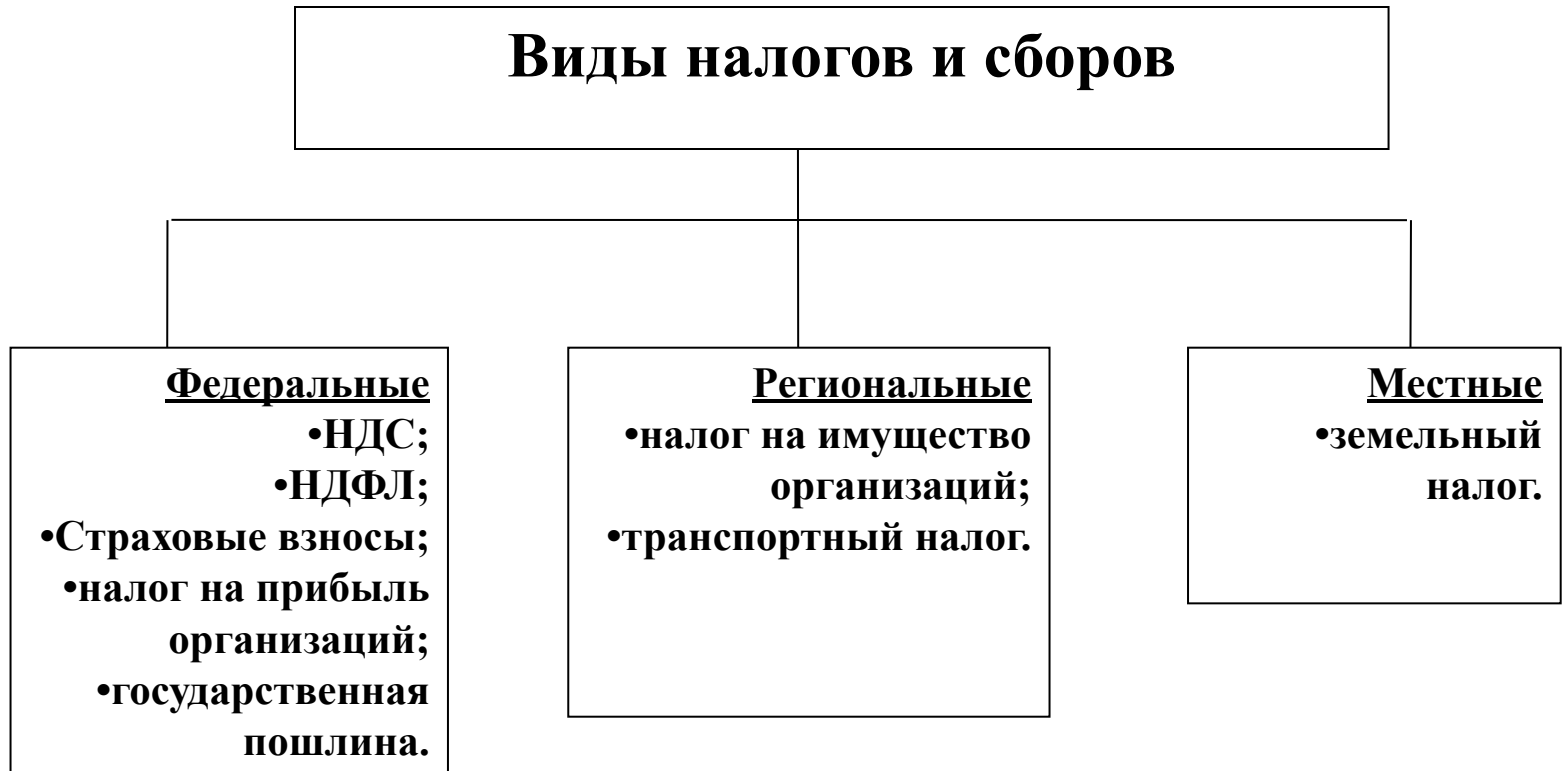 Виды налогов и сборов
Федеральные
•НДС;
•НДФЛ;
•Страховые взносы;
•налог на прибыль
организаций;
•государственная
пошлина.
Региональные
•налог на имущество
организаций;
•транспортный налог.
Местные
•земельный
налог.